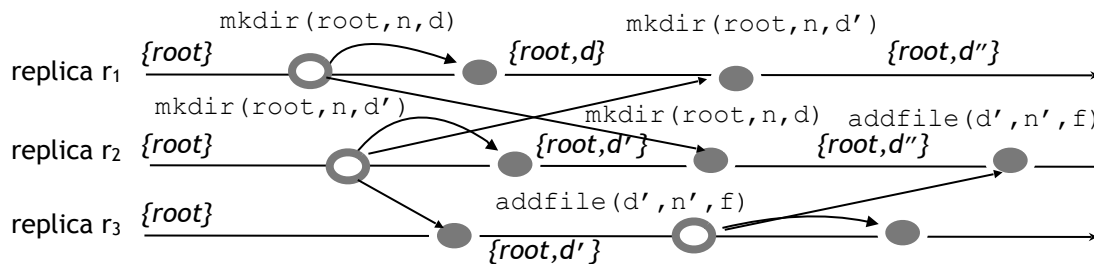 mkdir(root,n,d) mkdir(root,n,d’)
replica r₁ {root} {root,d} {root,d″}
mkdir(root,n,d’) mkdir(root,n,d) addfile(d’,n’,f)
replica r₂ {root} {root,d′} {root,d″}
addfile(d’,n’,f)
replica r₃ {root}
{root,d′}